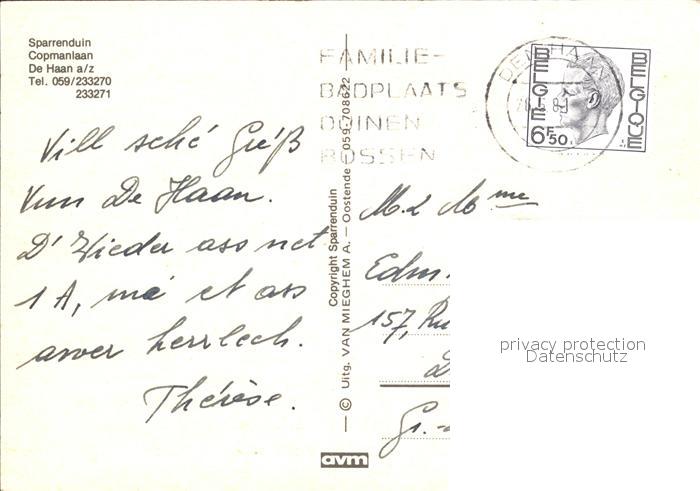 Sparrenduin
Copmanlaan
De Haan a/z
Tel. 059/233270
233271
Vill sché Gréiß
Vun De Haan.
D'Wieder ass net
1 A, mä et ass
awer herrlech.
Thérèse.
Copyright Sparrenduin
© Uitg. VAN MIEGHEM A. — Oostende — 059/708622
avm
FAMILIE-
BADPLAATS
DUINEN
BOSSEN
DE HAAN
BELGIE
BELGIQUE
6F50
M. & Mme
Edm.
157, Ru
Gr.-
privacy protection
Datenschutz